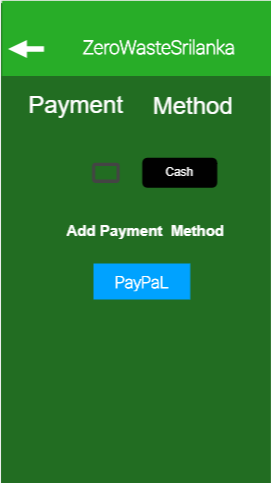 ZeroWasteSrilanka
Payment Method
Cash
Add Payment Method
PayPaL